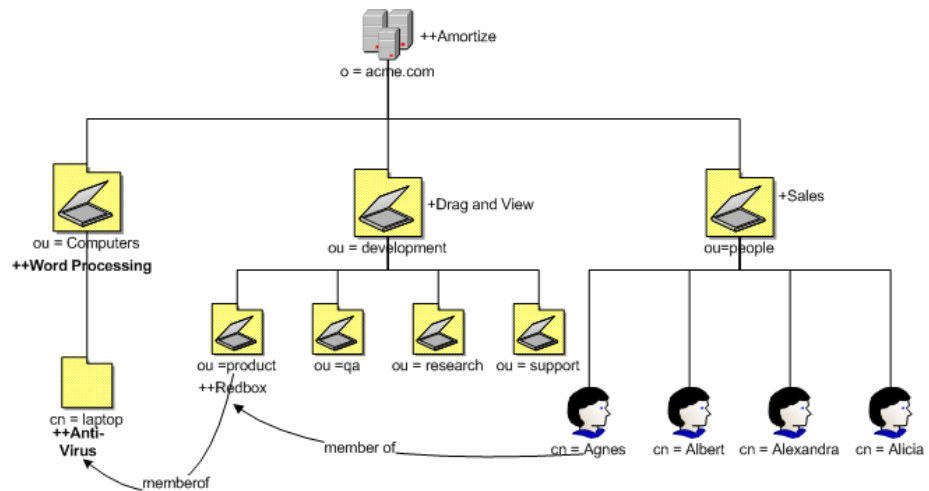 ++Amortize
o = acme.com
+Drag and View
+Sales
ou = Computers
++Word Processing
ou = development
ou=people
ou =product
ou =qa
ou = research
ou = support
++Redbox
cn = laptop
++Anti-
Virus
member of
cn = Agnes
cn = Albert
cn = Alexandra
cn = Alicia
memberof